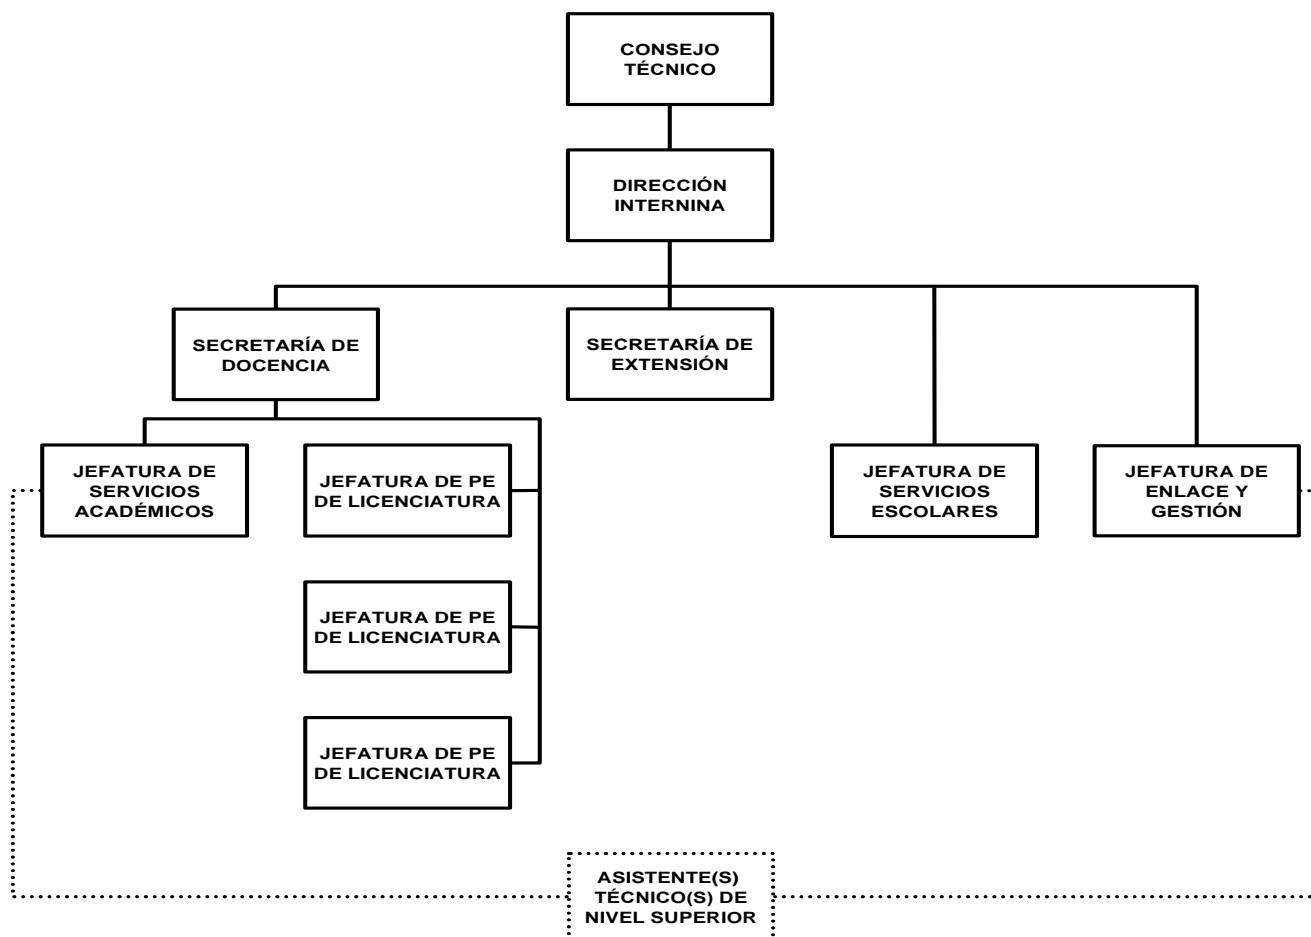 CONSEJO
TÉCNICO
DIRECCIÓN
INTERNINA
SECRETARÍA DE
DOCENCIA
SECRETARÍA DE
EXTENSIÓN
JEFATURA DE
SERVICIOS
ACADÉMICOS
JEFATURA DE PE
DE LICENCIATURA
JEFATURA DE
SERVICIOS
ESCOLARES
JEFATURA DE
ENLACE Y
GESTIÓN
JEFATURA DE PE
DE LICENCIATURA
JEFATURA DE PE
DE LICENCIATURA
ASISTENTE(S)
TÉCNICO(S) DE
NIVEL SUPERIOR